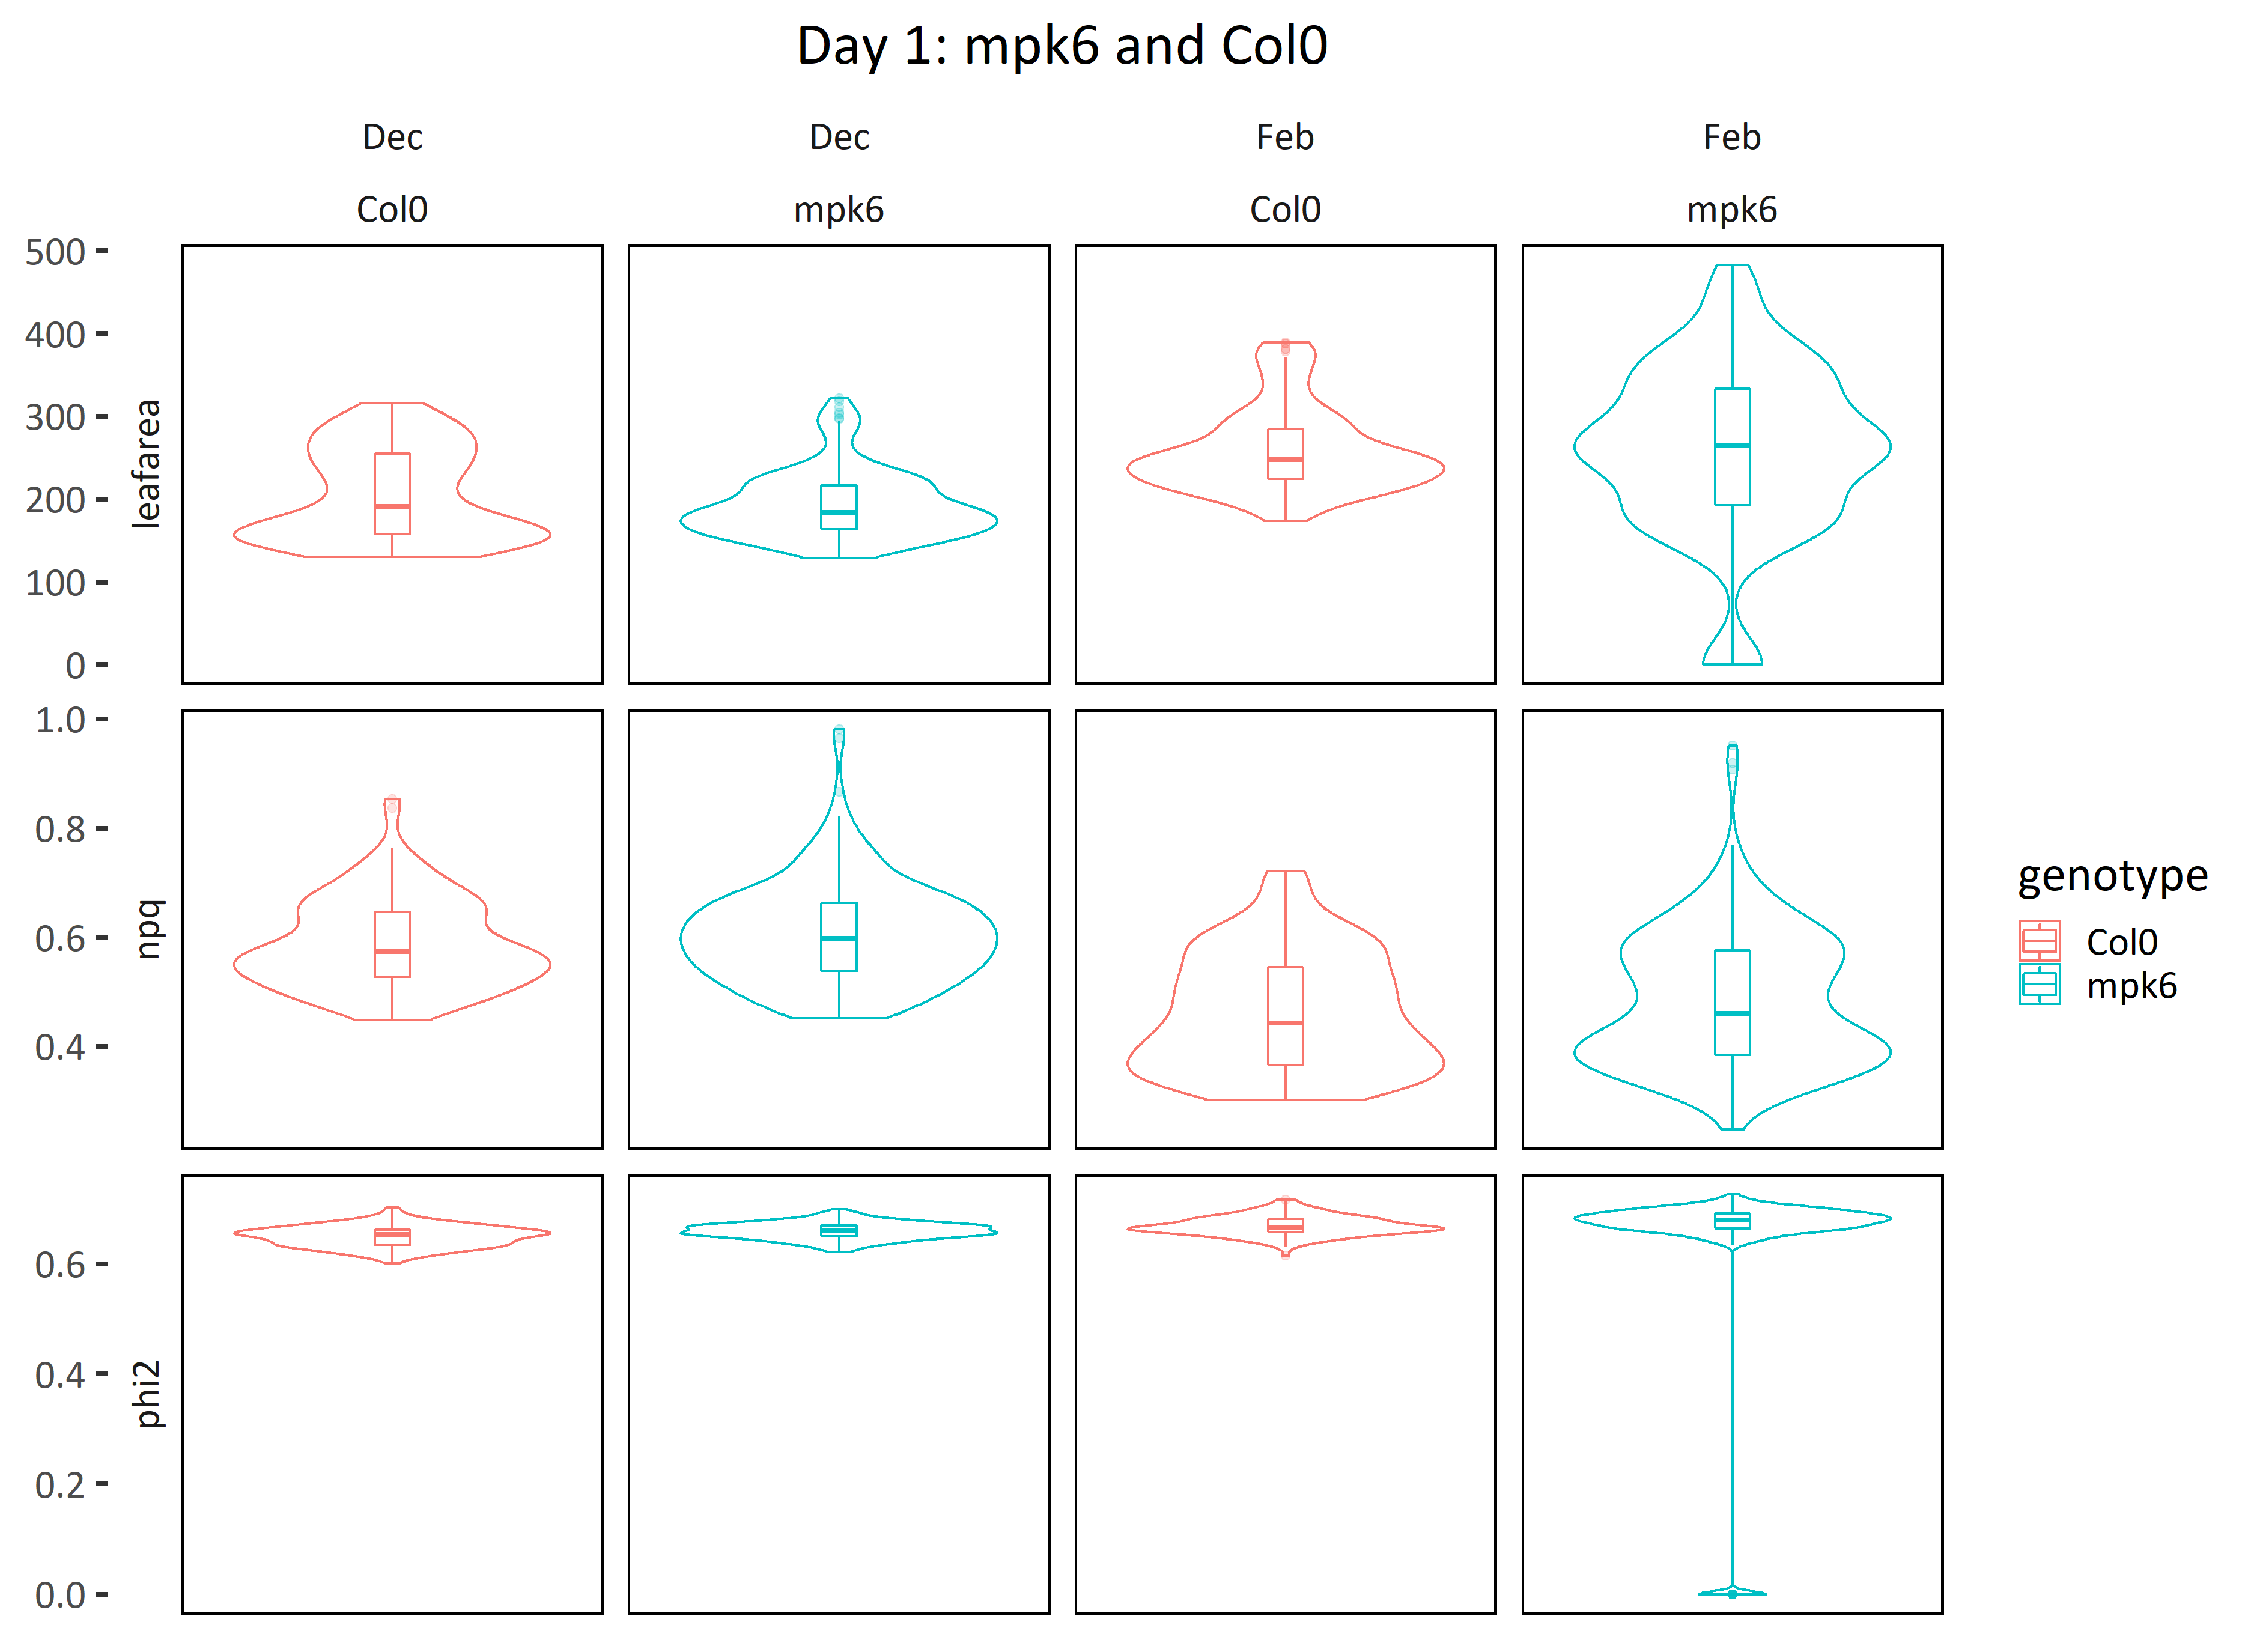 Day 1: mpk6 and Col0
Dec Dec Feb Feb
Col0 mpk6 Col0 mpk6
500
400
300
200
100
0
leafarea
1.0
0.8
0.6
0.4
npq
0.6
0.4
0.2
0.0
phi2
genotype
Col0
mpk6